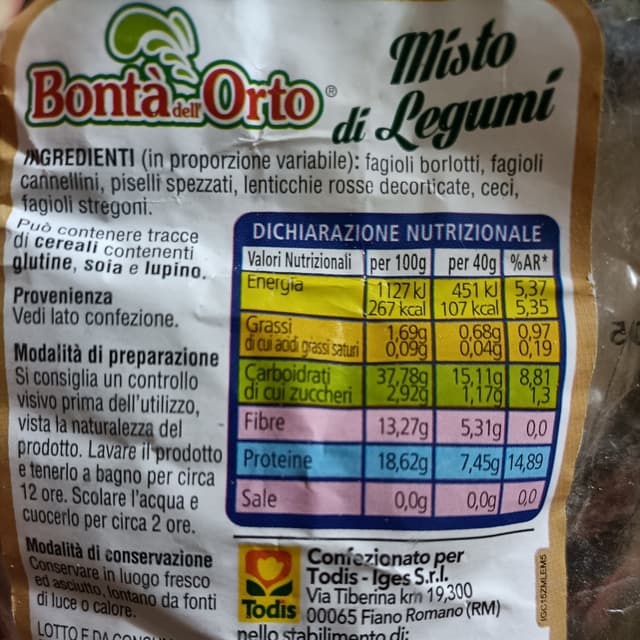 Bontà dell'Orto®
Misto
di Legumi
INGREDIENTI (in proporzione variabile): fagioli borlotti, fagioli
cannellini, piselli spezzati, lenticchie rosse decorticate, ceci,
fagioli stregoni.
Può contenere tracce
di cereali contenenti
glutine, soia e lupino.
Provenienza
Vedi lato confezione.
Modalità di preparazione
Si consiglia un controllo
visivo prima dell'utilizzo,
vista la naturalezza del
prodotto. Lavare il prodotto
e tenerlo a bagno per circa
12 ore. Scolare l'acqua e
cuocerlo per circa 2 ore.
Modalità di conservazione
Conservare in luogo fresco
ed asciutto, lontano da fonti
di luce o calore.
DICHIARAZIONE NUTRIZIONALE
Valori Nutrizionali per 100g per 40g %AR*
Energia 1127 kJ 451 kJ 5,37
267 kcal 107 kcal 5,35
Grassi 1,69g 0,68g 0,97
di cui acidi grassi saturi 0,09g 0,04g 0,19
Carboidrati 37,78g 15,11g 8,81
di cui zuccheri 2,92g 1,17g 1,3
Fibre 13,27g 5,31g 0,0
Proteine 18,62g 7,45g 14,89
Sale 0,0g 0,0g 0,0
Todis
Confezionato per
Todis - Iges S.r.l.
Via Tiberina km 19,300
00065 Fiano Romano (RM)
nello stabilimento di:
IGC15ZMLEM5